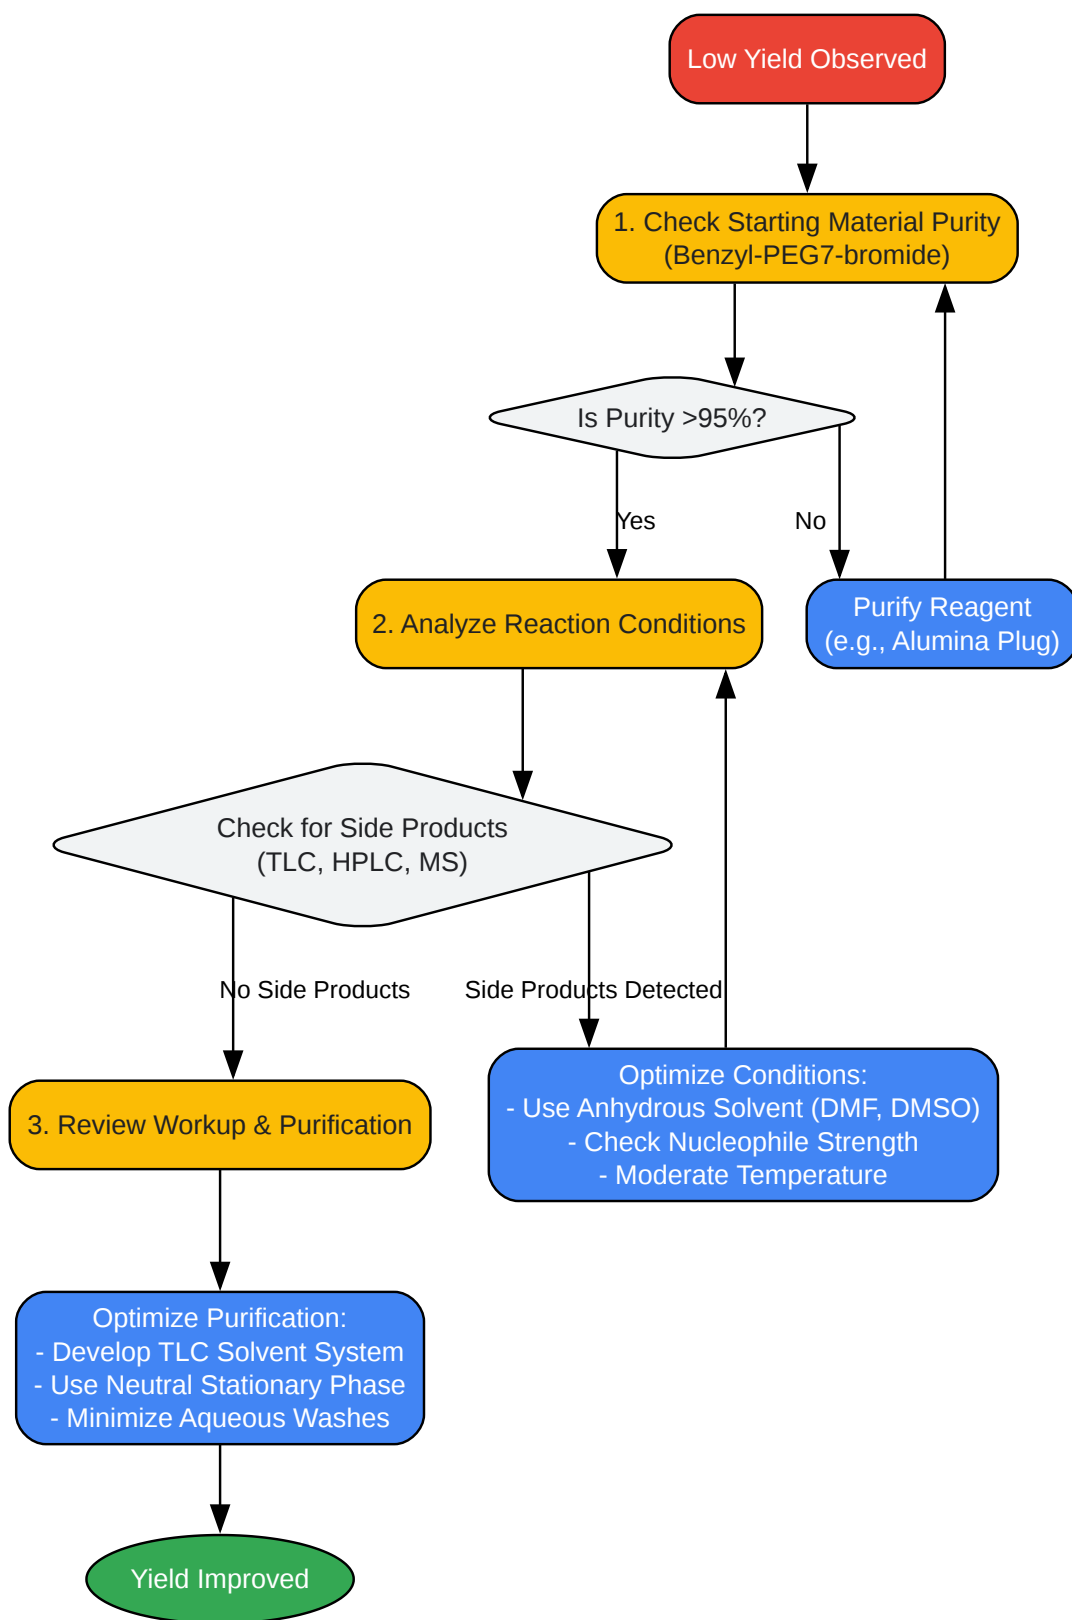 Low Yield Observed
1. Check Starting Material Purity
(Benzyl-PEG7-bromide)
Is Purity >95%?
Yes
No
2. Analyze Reaction Conditions
Purify Reagent
(e.g., Alumina Plug)
Check for Side Products
(TLC, HPLC, MS)
No Side Products
Side Products Detected
3. Review Workup & Purification
Optimize Conditions:
- Use Anhydrous Solvent (DMF, DMSO)
- Check Nucleophile Strength
- Moderate Temperature
Optimize Purification:
- Develop TLC Solvent System
- Use Neutral Stationary Phase
- Minimize Aqueous Washes
Yield Improved